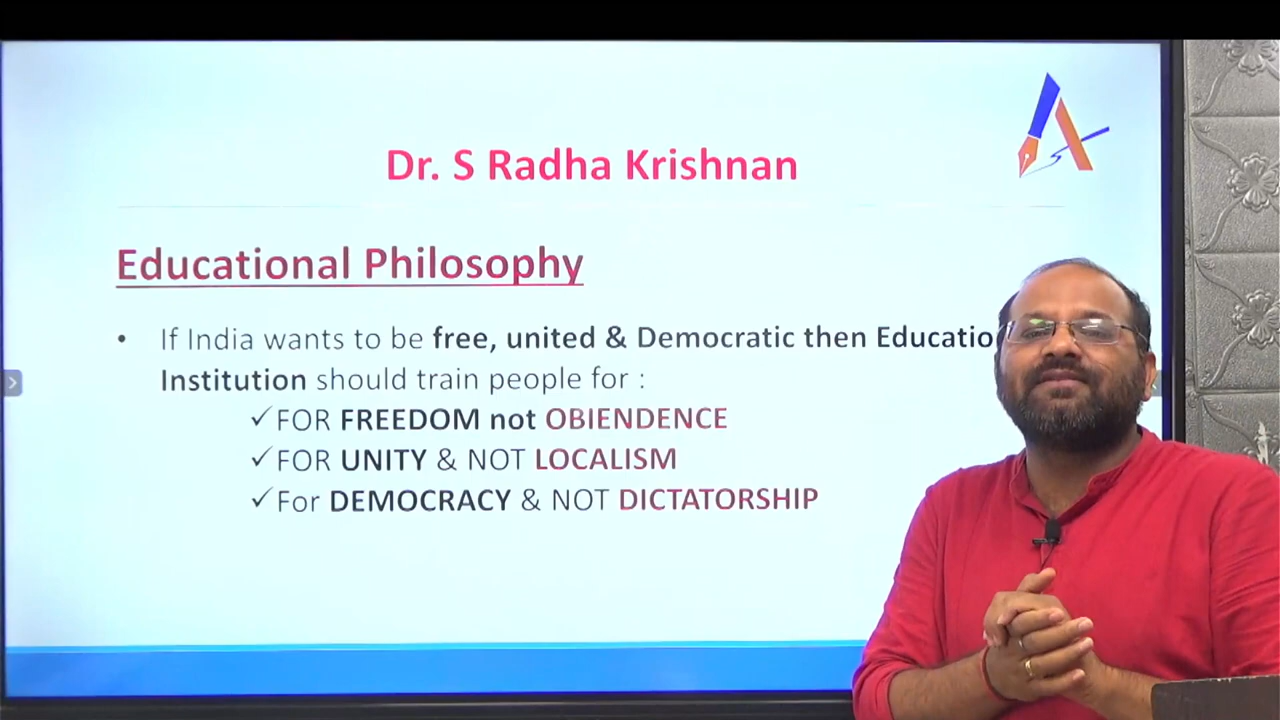 Dr. S Radha Krishnan
Educational Philosophy
• If India wants to be free, united & Democratic then Educatio
Institution should train people for :
✓FOR FREEDOM not OBIENDENCE
✓FOR UNITY & NOT LOCALISM
✓For DEMOCRACY & NOT DICTATORSHIP